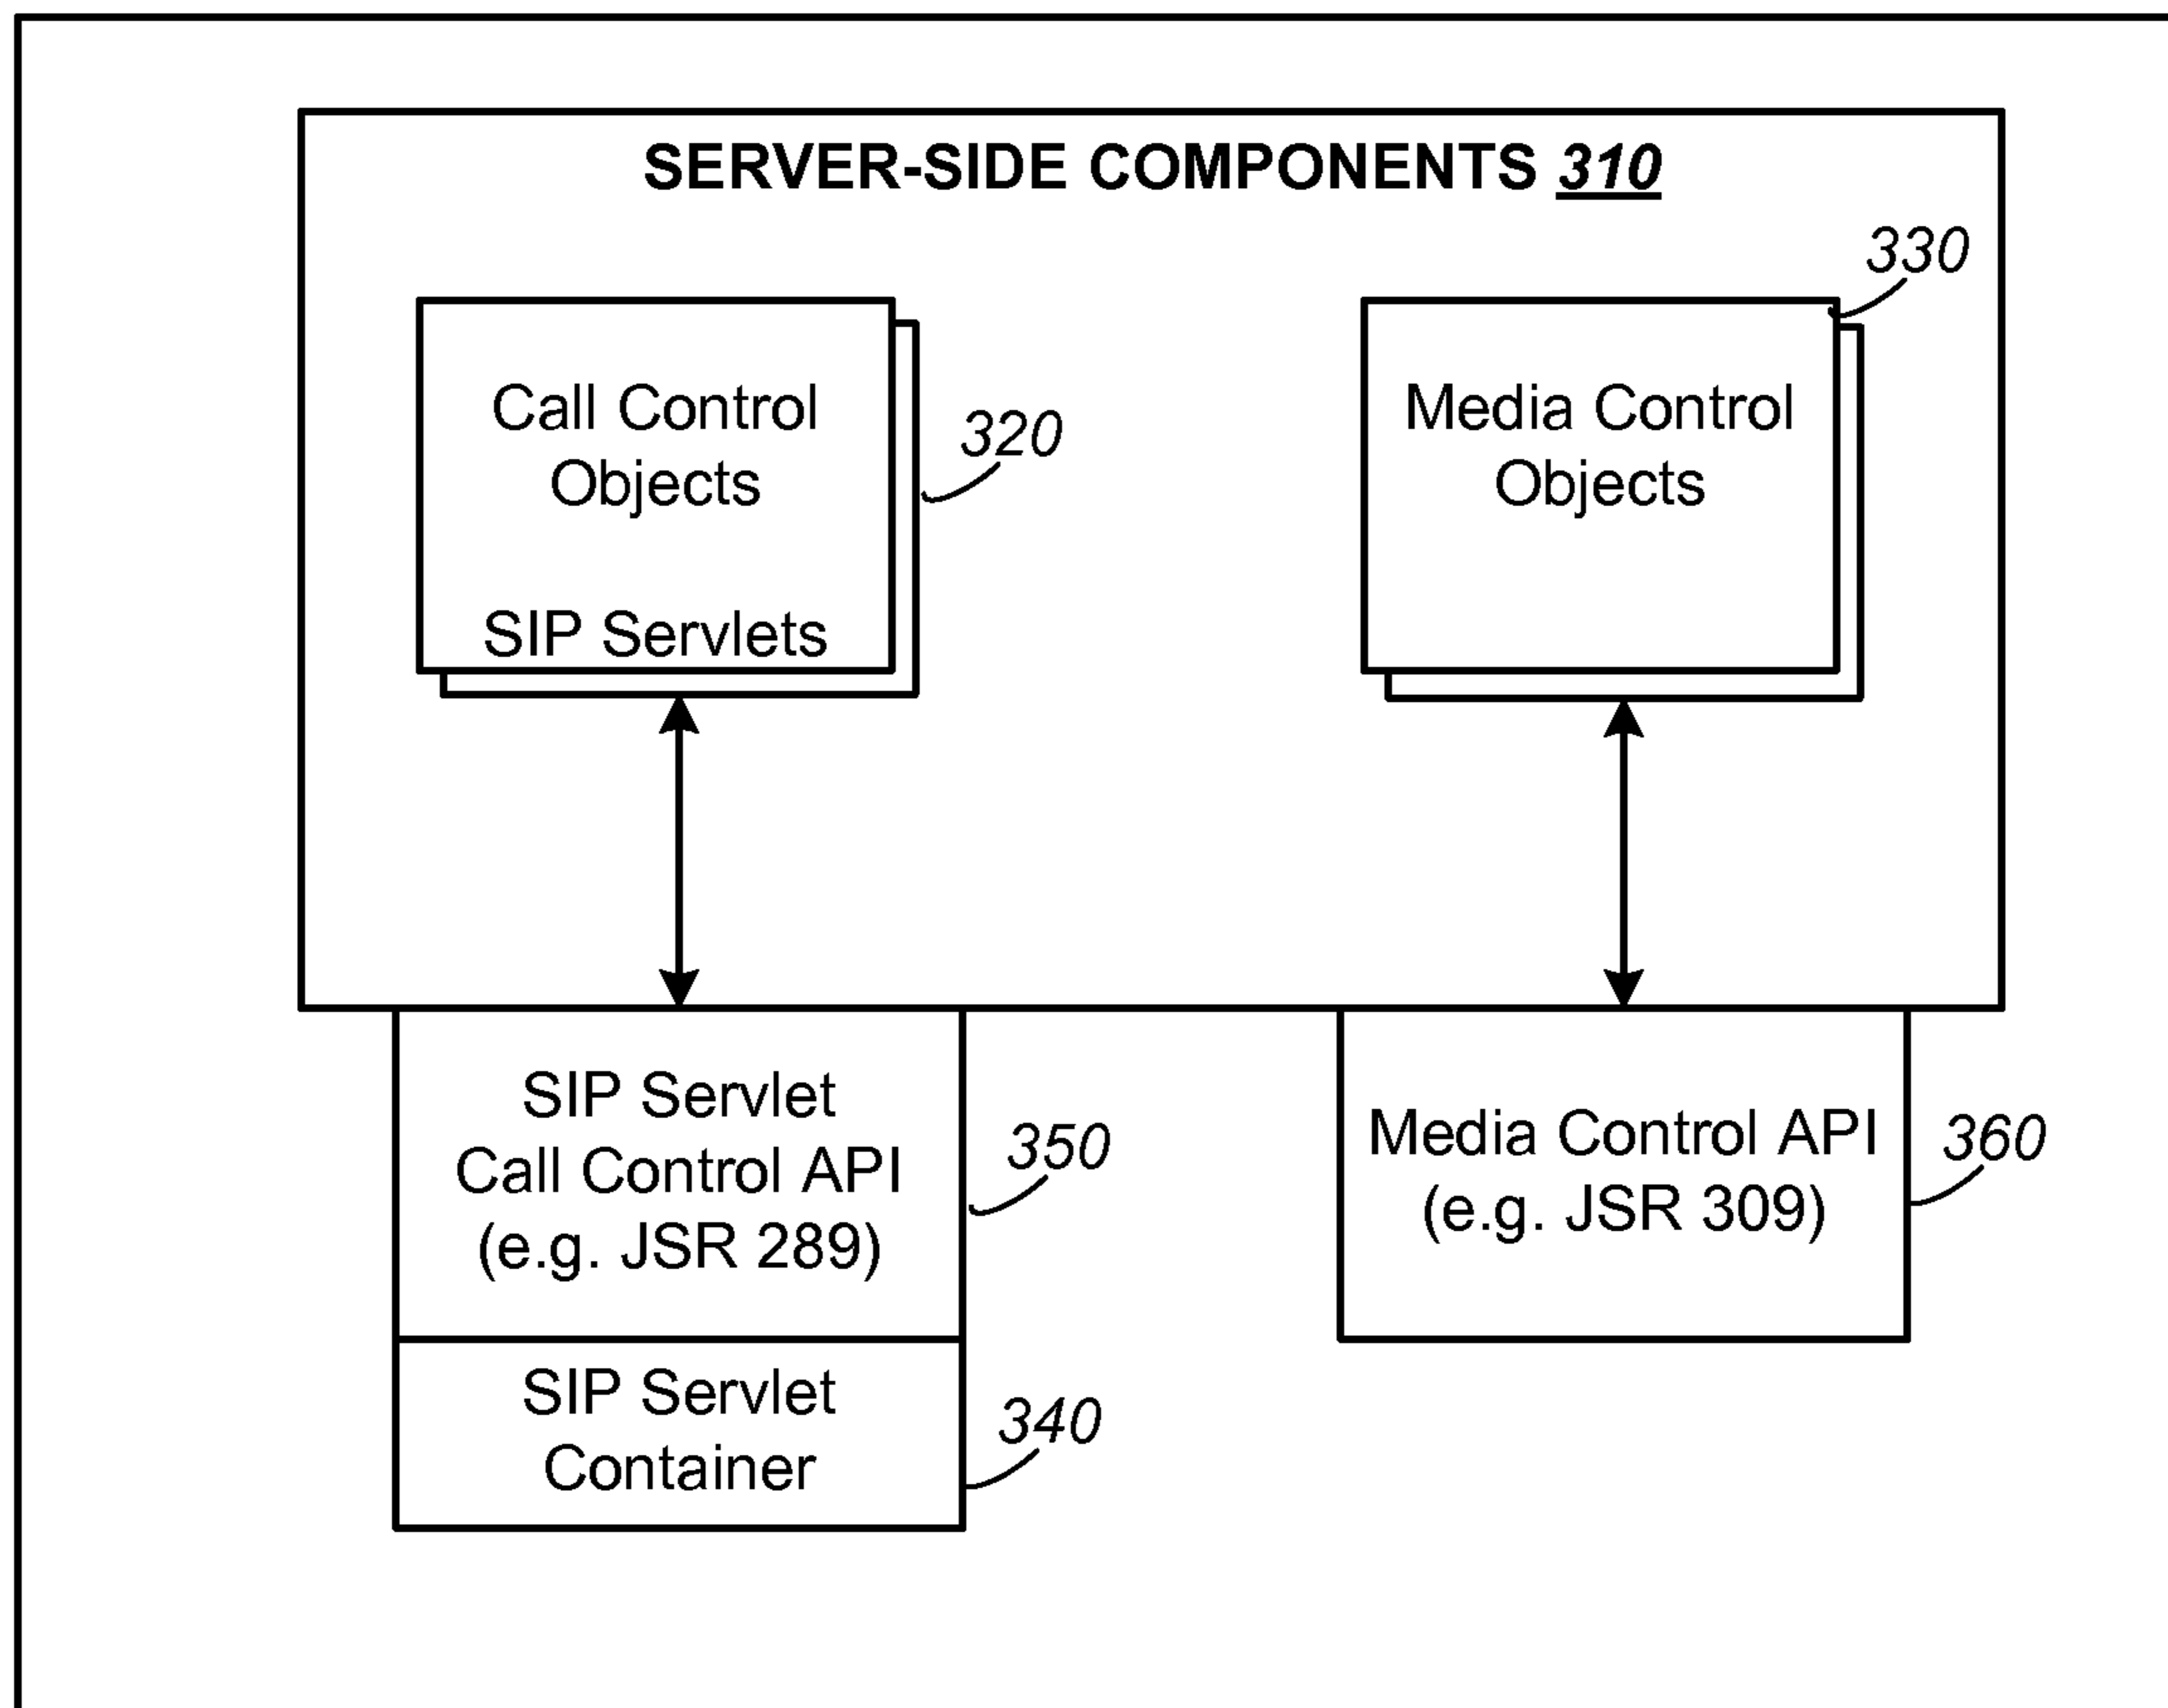 SERVER-SIDE COMPONENTS 310
330
Call Control
Objects
SIP Servlets
320
Media Control
Objects
SIP Servlet
Call Control API
(e.g. JSR 289)
350
Media Control API
(e.g. JSR 309)
360
SIP Servlet
Container
340